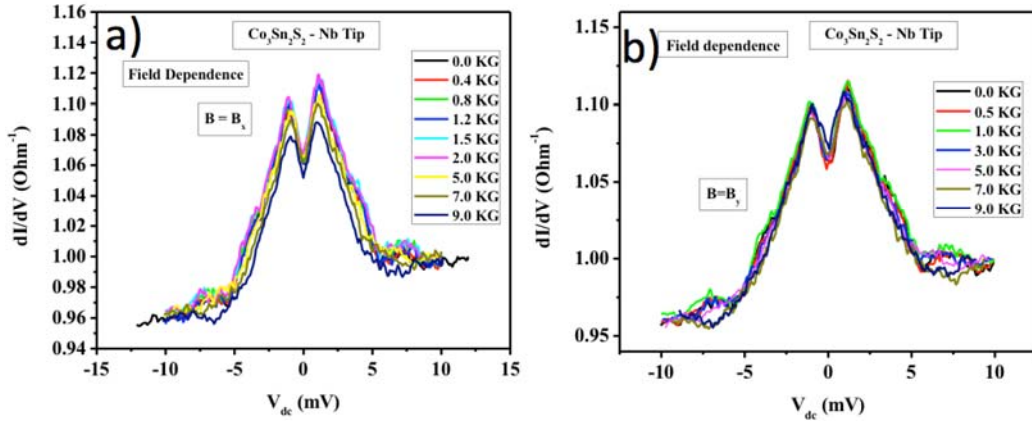 a)
Co₃Sn₂S₂ - Nb Tip
Field Dependence
B = Bₓ
0.0 KG
0.4 KG
0.8 KG
1.2 KG
1.5 KG
2.0 KG
5.0 KG
7.0 KG
9.0 KG
dI/dV (Ohm⁻¹)
1.16
1.14
1.12
1.10
1.08
1.06
1.04
1.02
1.00
0.98
0.96
0.94
-15 -10 -5 0 5 10 15
V_dc (mV)
b)
Co₃Sn₂S₂ - Nb Tip
Field dependence
B=B_y
0.0 KG
0.5 KG
1.0 KG
3.0 KG
5.0 KG
7.0 KG
9.0 KG
dI/dV (Ohm⁻¹)
1.15
1.10
1.05
1.00
0.95
-10 -5 0 5 10
V_dc (mV)